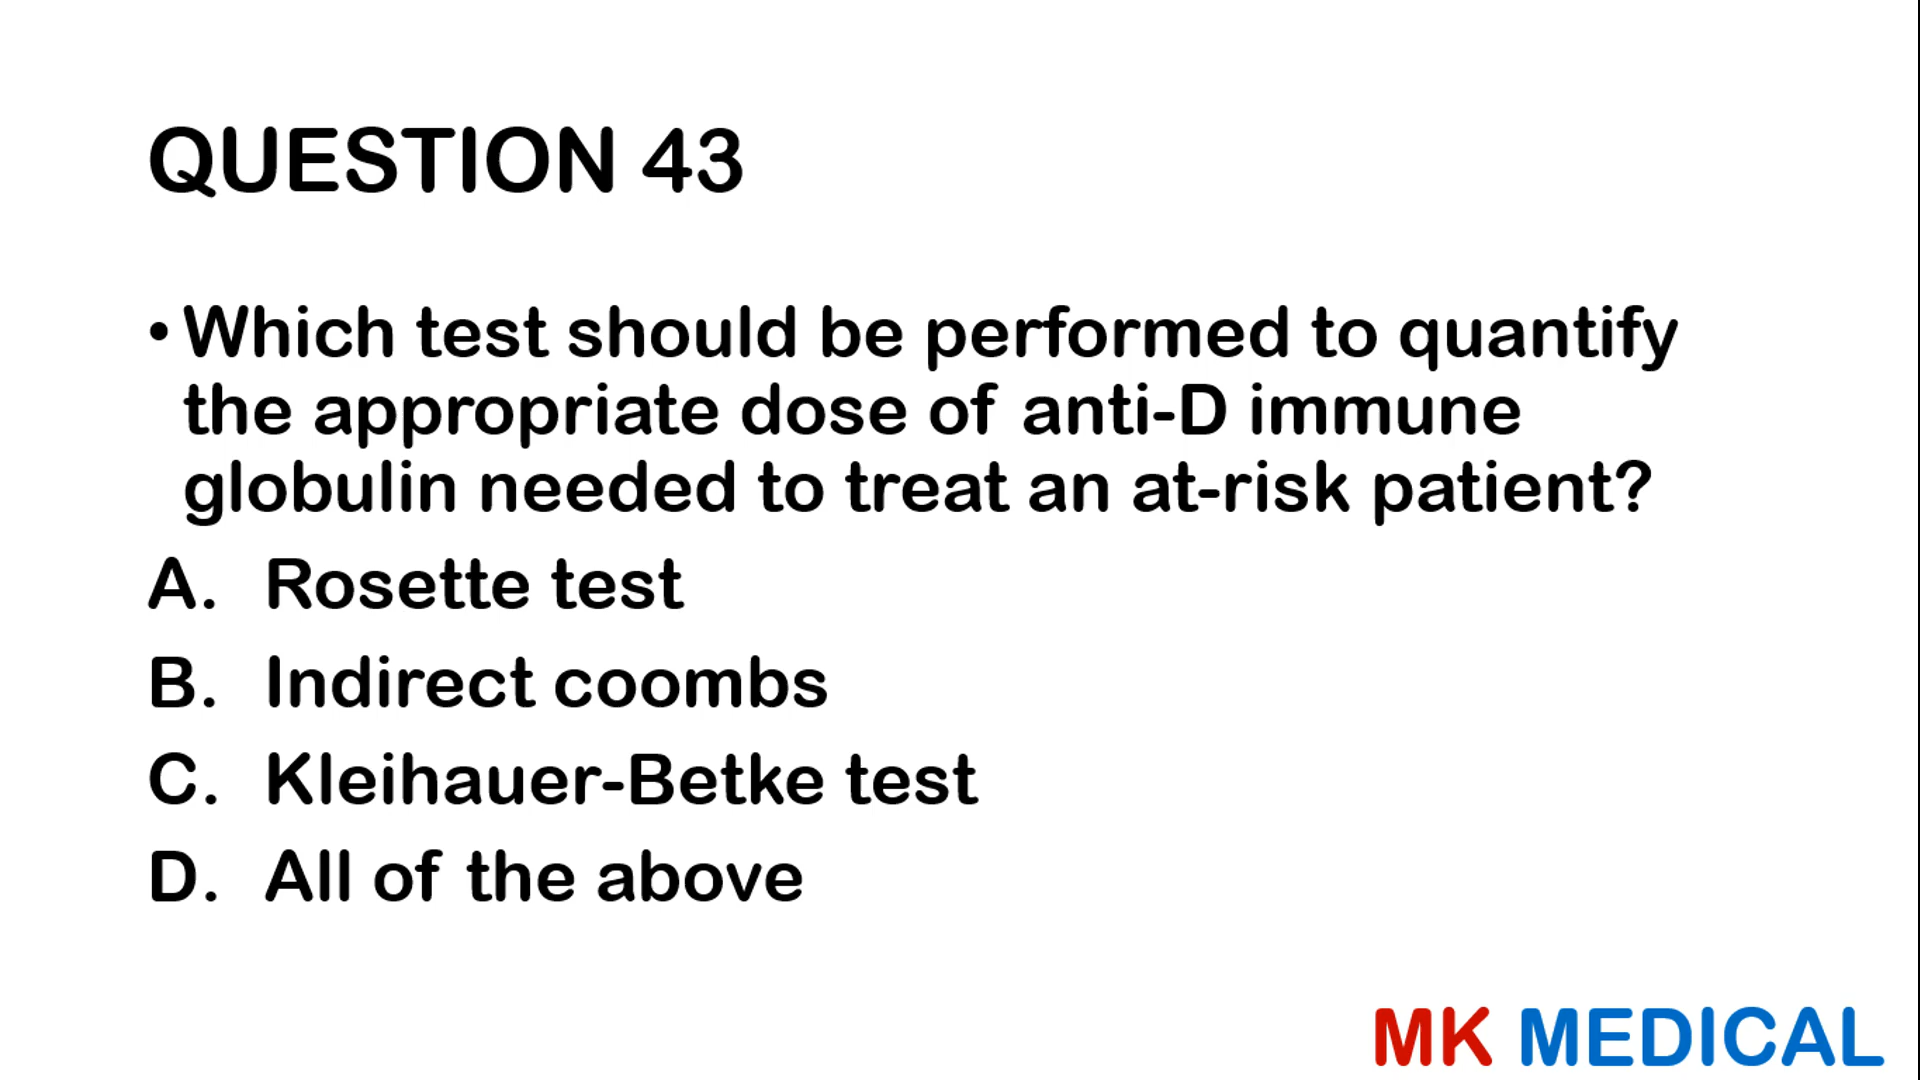 QUESTION 43
• Which test should be performed to quantify
the appropriate dose of anti-D immune
globulin needed to treat an at-risk patient?
A. Rosette test
B. Indirect coombs
C. Kleihauer-Betke test
D. All of the above
MK MEDICAL